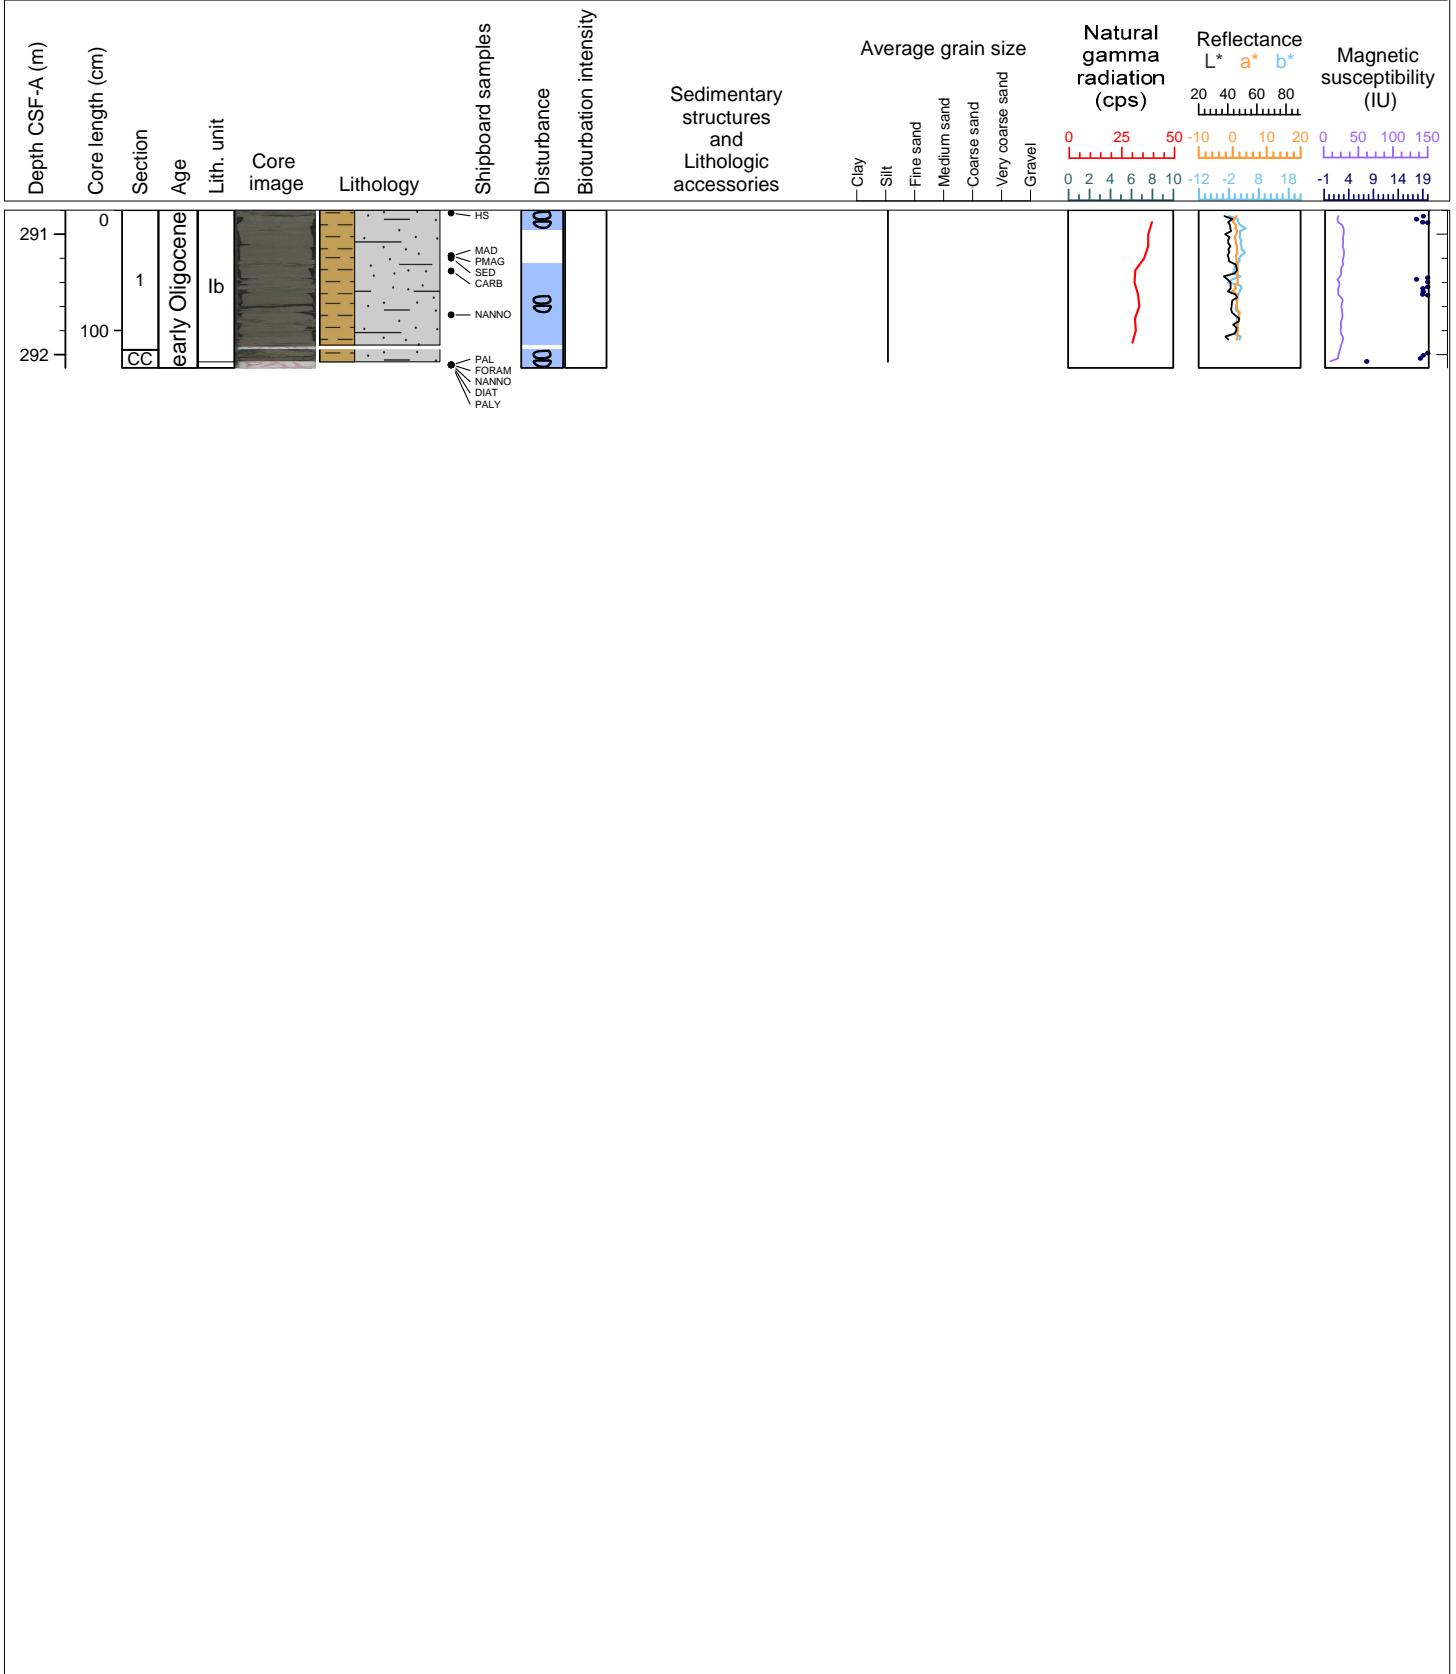 Depth CSF-A (m)
Core length (cm)
Section
Age
Lith. unit
Core
image
Lithology
Shipboard samples
Disturbance
Bioturbation intensity
Sedimentary
structures
and
Lithologic
accessories
Average grain size
Clay
Silt
Fine sand
Medium sand
Coarse sand
Very coarse sand
Gravel
Natural
gamma
radiation
(cps)
0 25 50
0 2 4 6 8 10
Reflectance
L* a* b*
20 40 60 80
-10 0 10 20
-12 -2 8 18
Magnetic
susceptibility
(IU)
0 50 100 150
-1 4 9 14 19
291
292
0
100
1
CC
early Oligocene
Ib
HS
MAD
PMAG
SED
CARB
NANNO
PAL
FORAM
NANNO
DIAT
PALY